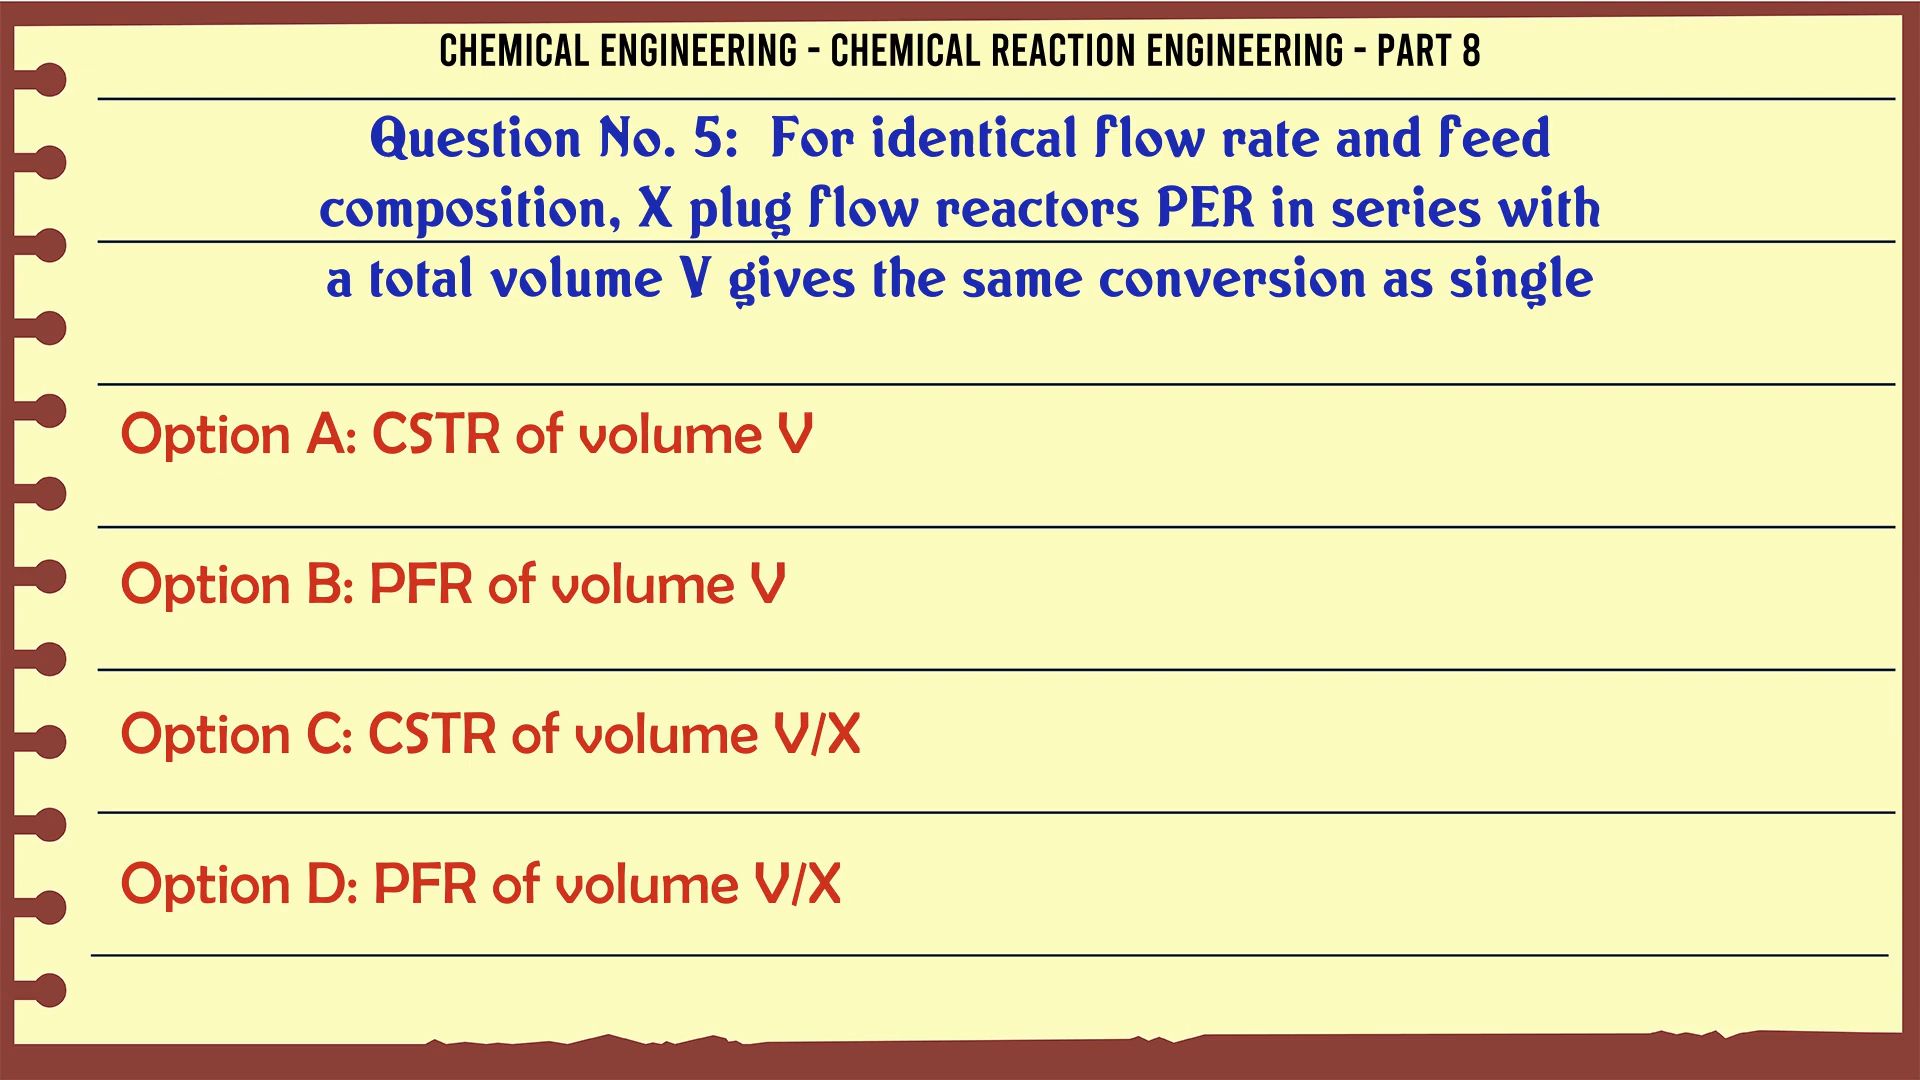 CHEMICAL ENGINEERING - CHEMICAL REACTION ENGINEERING - PART 8
Question No. 5: For identical flow rate and feed
composition, X plug flow reactors PER in series with
a total volume V gives the same conversion as single
Option A: CSTR of volume V
Option B: PFR of volume V
Option C: CSTR of volume V/X
Option D: PFR of volume V/X